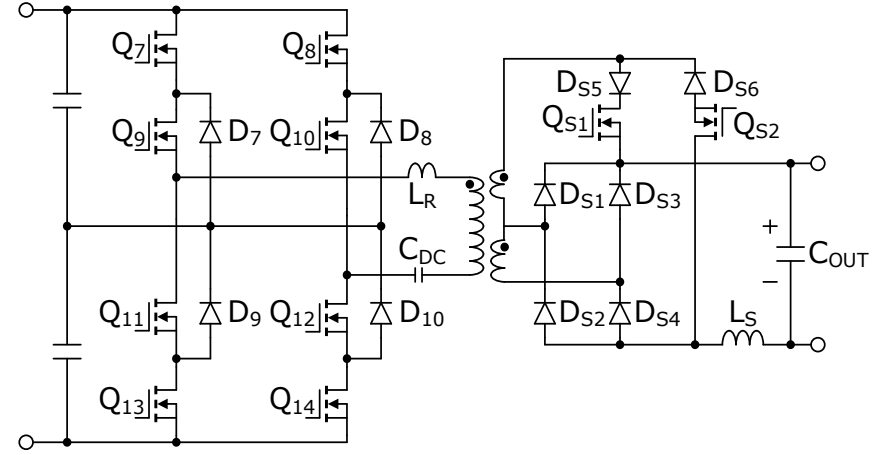 Q7 Q8 DS5 DS6
QS1 QS2
Q9 D7 Q10 D8
LR DS1 DS3
+
CDC COUT
−
Q11 D9 Q12 D10 DS2 DS4 LS
Q13 Q14